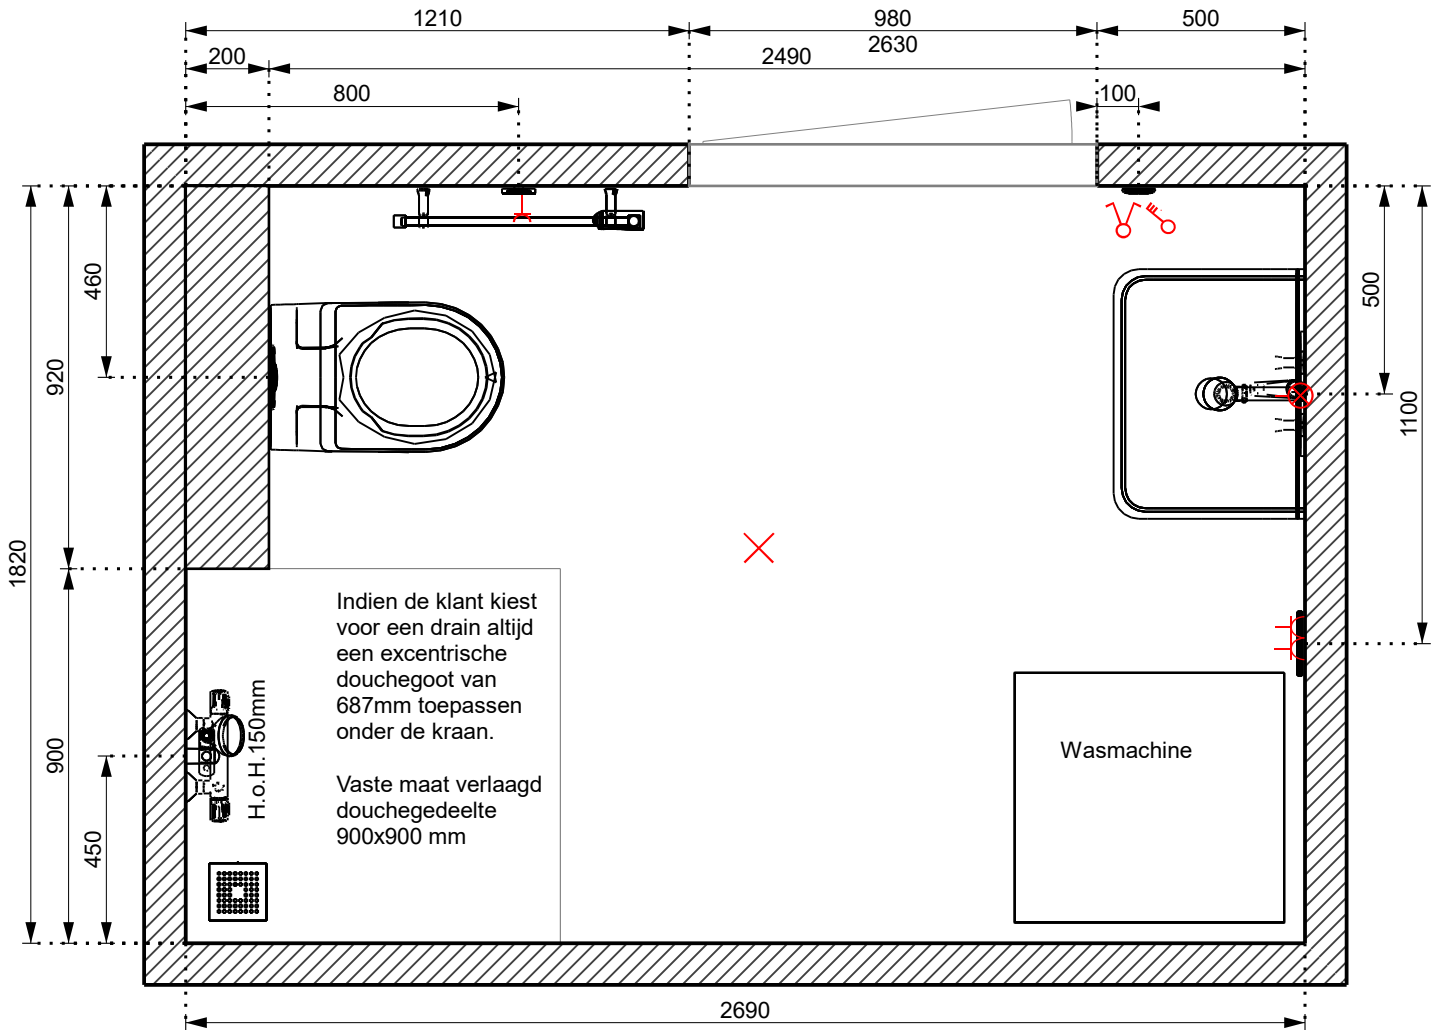 1210
980
500
2630
200
2490
800
100
460
920
1820
500
1100
Indien de klant kiest
voor een drain altijd
een excentrische
douchegoot van
687mm toepassen
onder de kraan.
Vaste maat verlaagd
douchegedeelte
900x900 mm
H.o.H.150mm
900
450
Wasmachine
2690